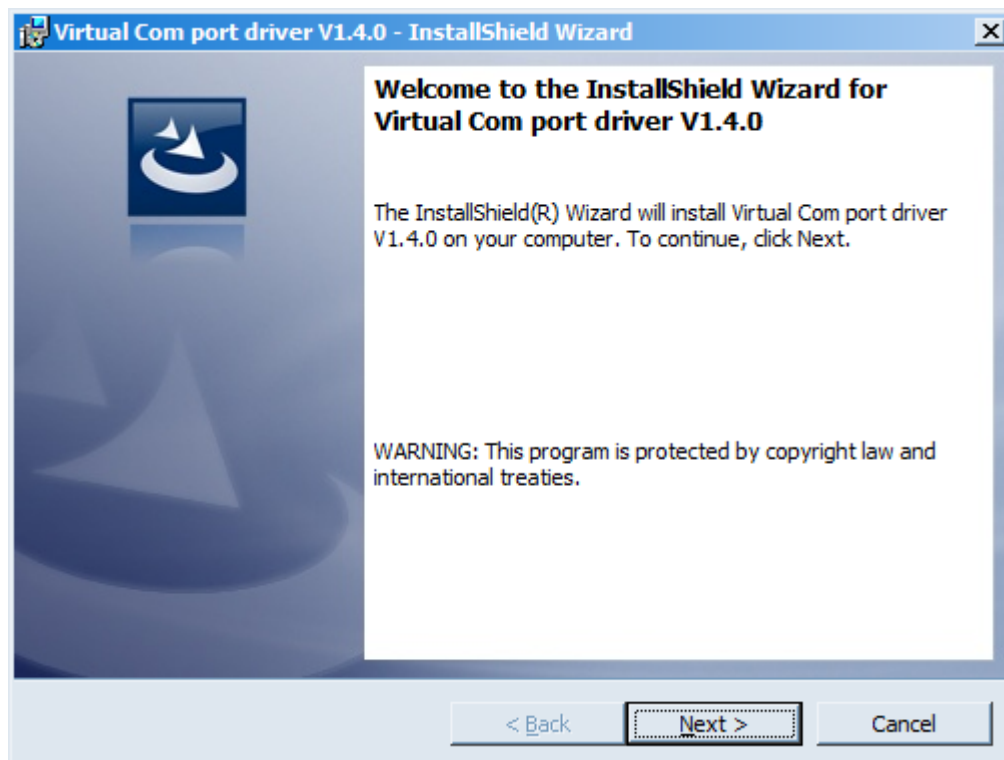 Virtual Com port driver V1.4.0 - InstallShield Wizard
Welcome to the InstallShield Wizard for
Virtual Com port driver V1.4.0
The InstallShield(R) Wizard will install Virtual Com port driver
V1.4.0 on your computer. To continue, click Next.
WARNING: This program is protected by copyright law and
international treaties.
< Back
Next >
Cancel